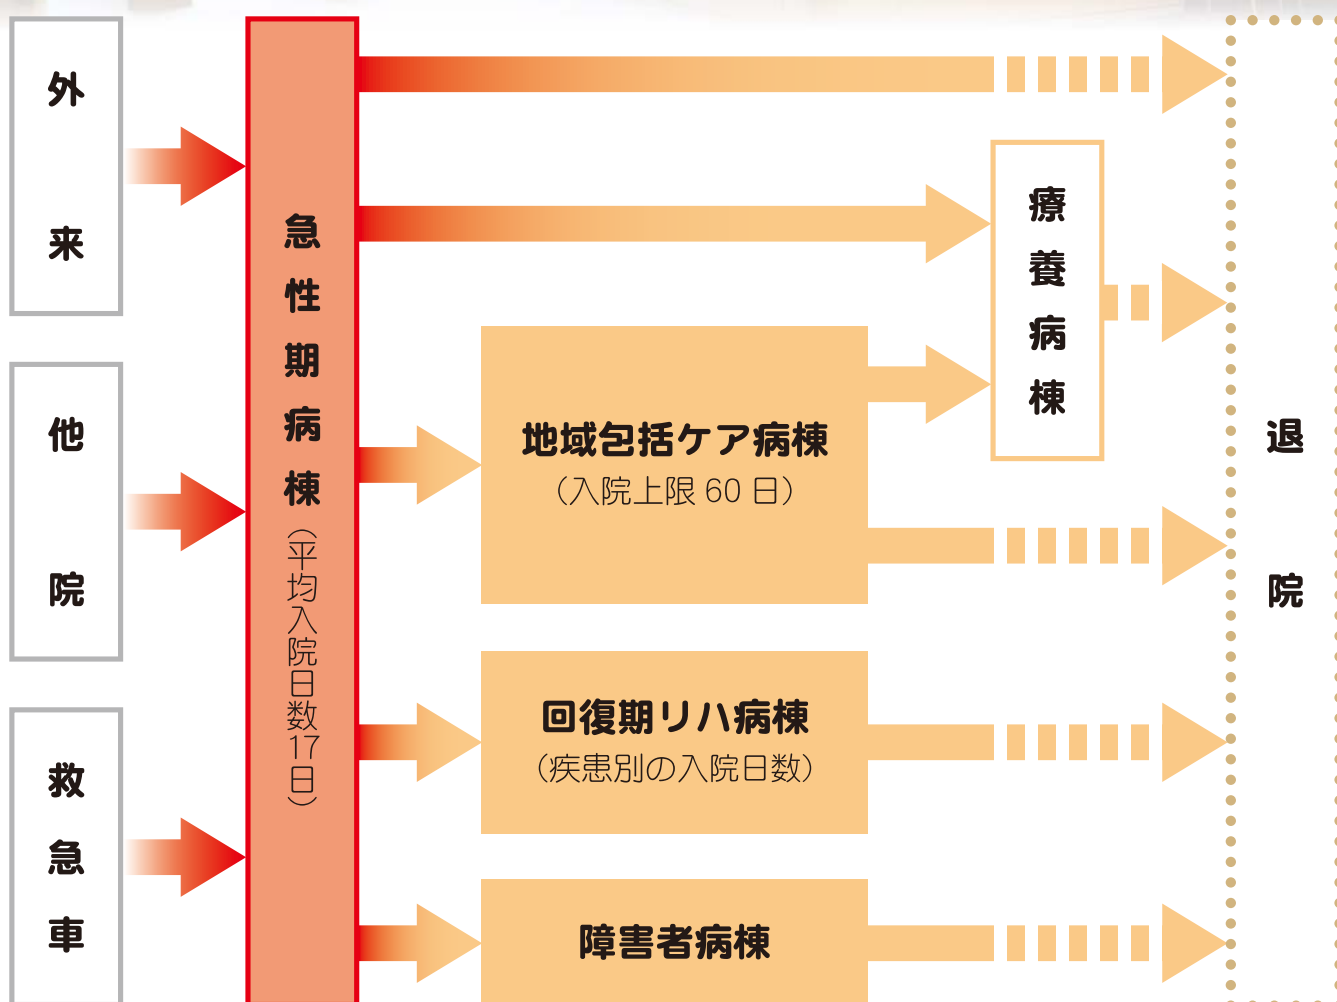 外来
他院
救急車
急性期病棟（平均入院日数17日）
地域包括ケア病棟
（入院上限 60 日）
回復期リハ病棟
（疾患別の入院日数）
障害者病棟
療養病棟
退院